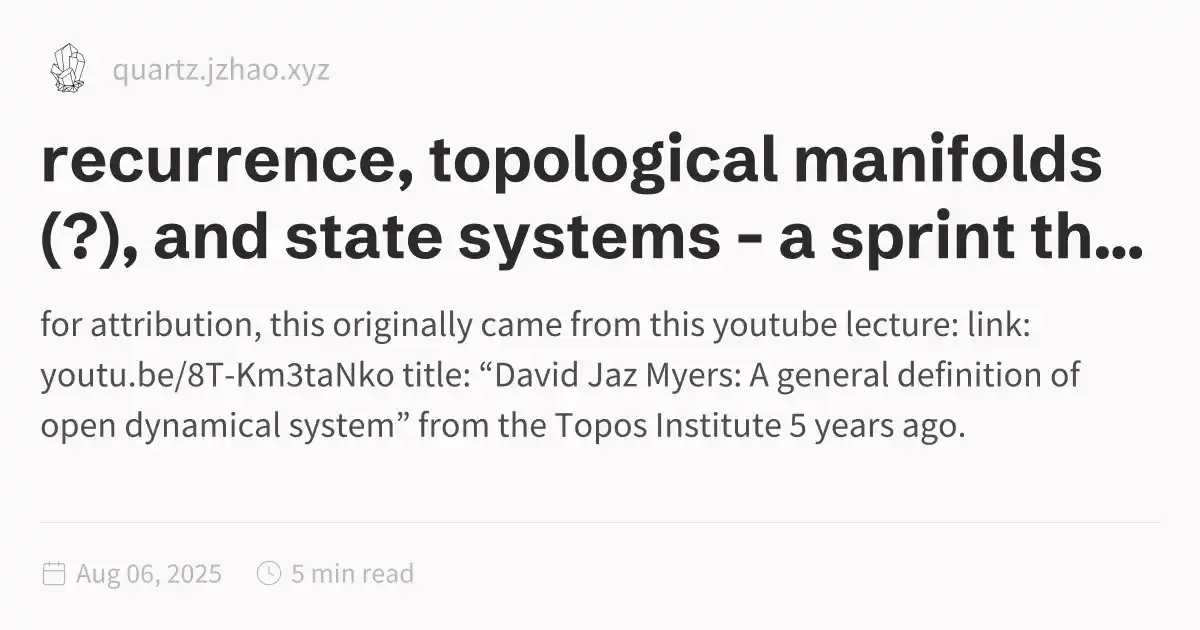 quartz.jzhao.xyz
recurrence, topological manifolds
(?), and state systems - a sprint th...
for attribution, this originally came from this youtube lecture: link:
youtu.be/8T-Km3taNko title: “David Jaz Myers: A general definition of
open dynamical system” from the Topos Institute 5 years ago.
Aug 06, 2025 5 min read